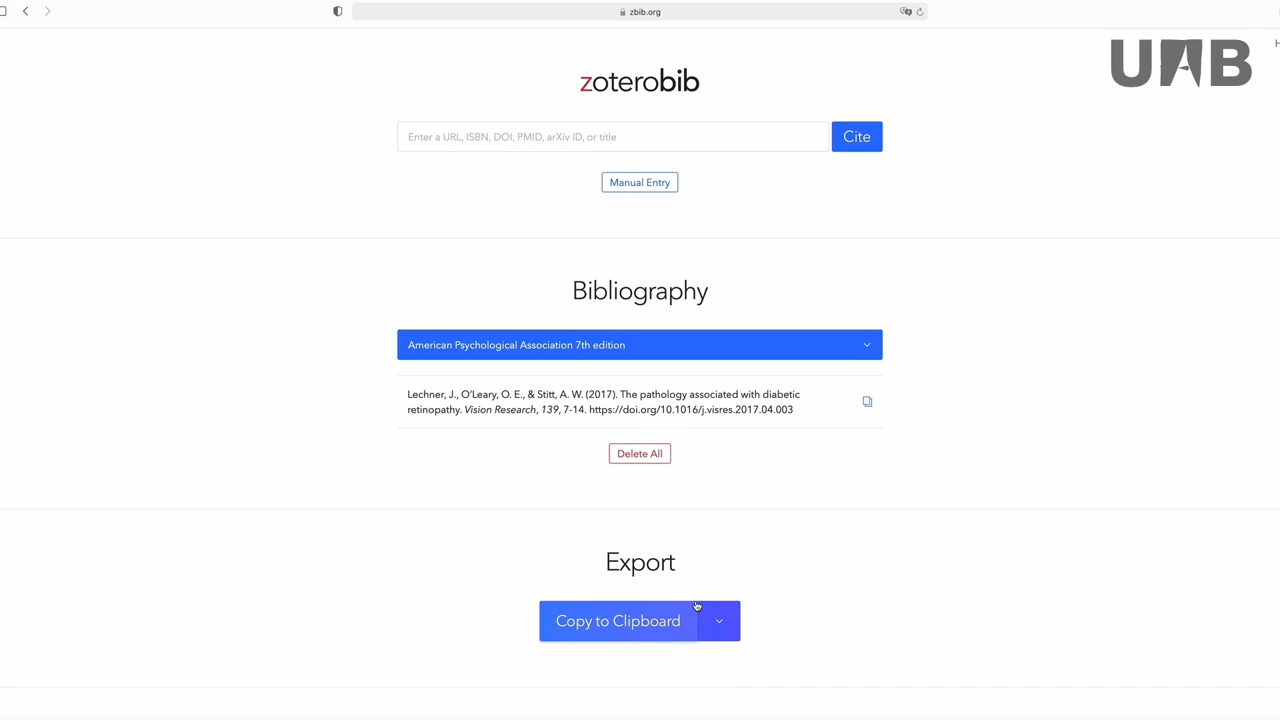 zbib.org
UAB
H
zoterobib
Enter a URL, ISBN, DOI, PMID, arXiv ID, or title
Cite
Manual Entry
Bibliography
American Psychological Association 7th edition
Lechner, J., O’Leary, O. E., & Stitt, A. W. (2017). The pathology associated with diabetic
retinopathy. Vision Research, 139, 7-14. https://doi.org/10.1016/j.visres.2017.04.003
Delete All
Export
Copy to Clipboard